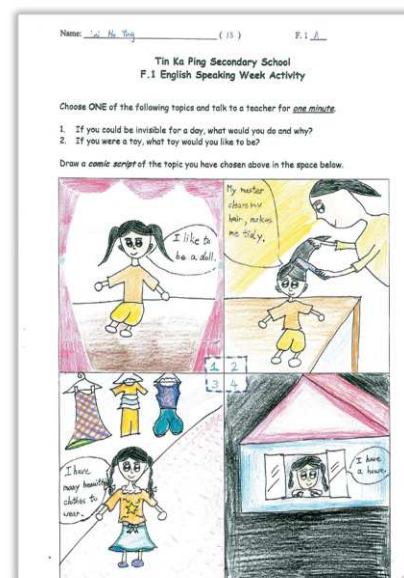 Name: Ho Ting (13) F.1 A
Tin Ka Ping Secondary School
F.1 English Speaking Week Activity
Choose ONE of the following topics and talk to a teacher for one minute.
1. If you could be invisible for a day, what would you do and why?
2. If you were a toy, what toy would you like to be?
Draw a comic script of the topic you have chosen above in the space below.
I like to
be a doll.
My master
cleans my
hair, makes
me tidy.
1 2
3 4
I have
many beautiful
clothes to
wear.
I have
a house.